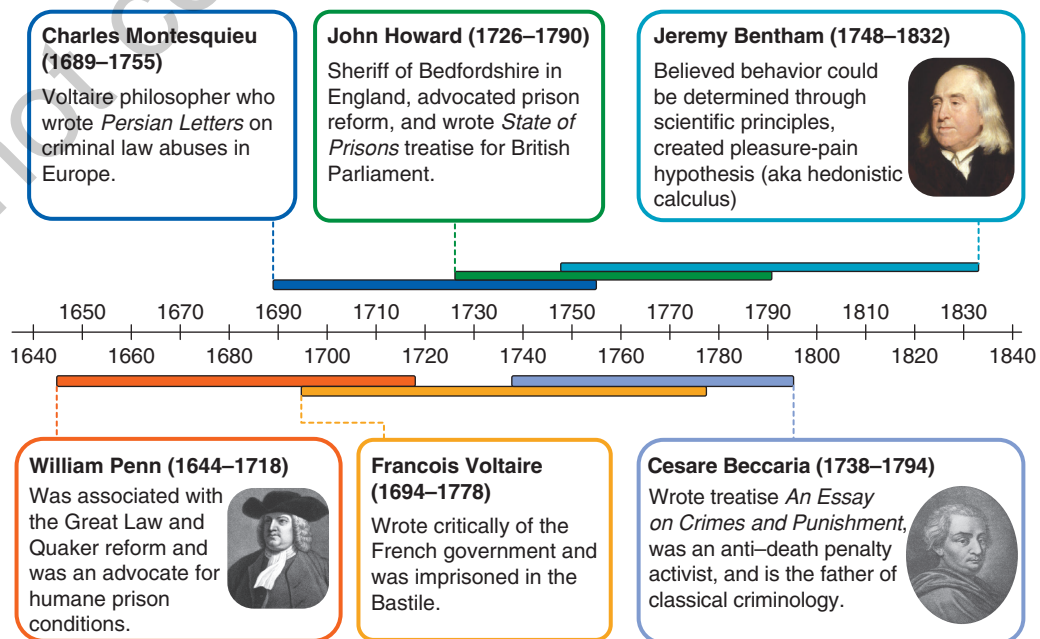 not c
Charles Montesquieu
(1689–1755)
Voltaire philosopher who
wrote Persian Letters on
criminal law abuses in
Europe.
John Howard (1726–1790)
Sheriff of Bedfordshire in
England, advocated prison
reform, and wrote State of
Prisons treatise for British
Parliament.
Jeremy Bentham (1748–1832)
Believed behavior could
be determined through
scientific principles,
created pleasure-pain
hypothesis (aka hedonistic
calculus)
1650 1670 1690 1710 1730 1750 1770 1790 1810 1830
1640 1660 1680 1700 1720 1740 1760 1780 1800 1820 1840
William Penn (1644–1718)
Was associated with
the Great Law and
Quaker reform and
was an advocate for
humane prison
conditions.
Francois Voltaire
(1694–1778)
Wrote critically of the
French government and
was imprisoned in the
Bastile.
Cesare Beccaria (1738–1794)
Wrote treatise An Essay
on Crimes and Punishment,
was an anti–death penalty
activist, and is the father of
classical criminology.